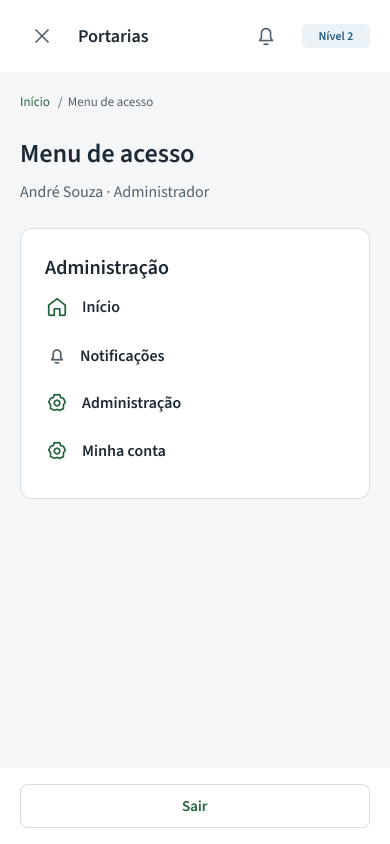 Portarias
Nível 2
Início / Menu de acesso
Menu de acesso
André Souza · Administrador
Administração
Início
Notificações
Administração
Minha conta
Sair